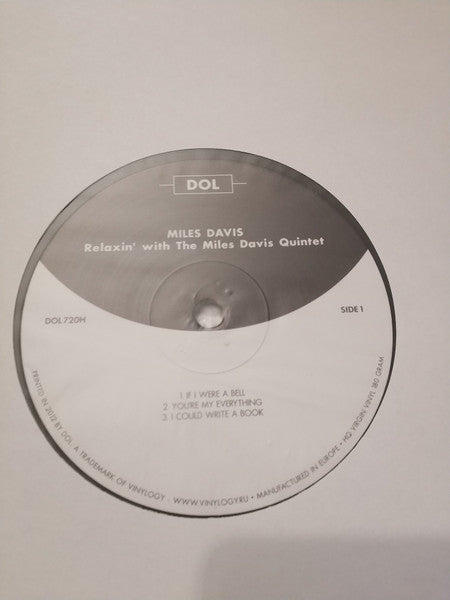 DOL
MILES DAVIS
Relaxin' with The Miles Davis Quintet
DOL720H
SIDE 1
1 IF I WERE A BELL
2 YOU'RE MY EVERYTHING
3 I COULD WRITE A BOOK
PRINTED IN 2012 BY DOL, A TRADEMARK OF VINYLOGY • WWW.VINYLOGY.RU • MANUFACTURED IN EUROPE • HQ VIRGIN VINYL 180 GRAM